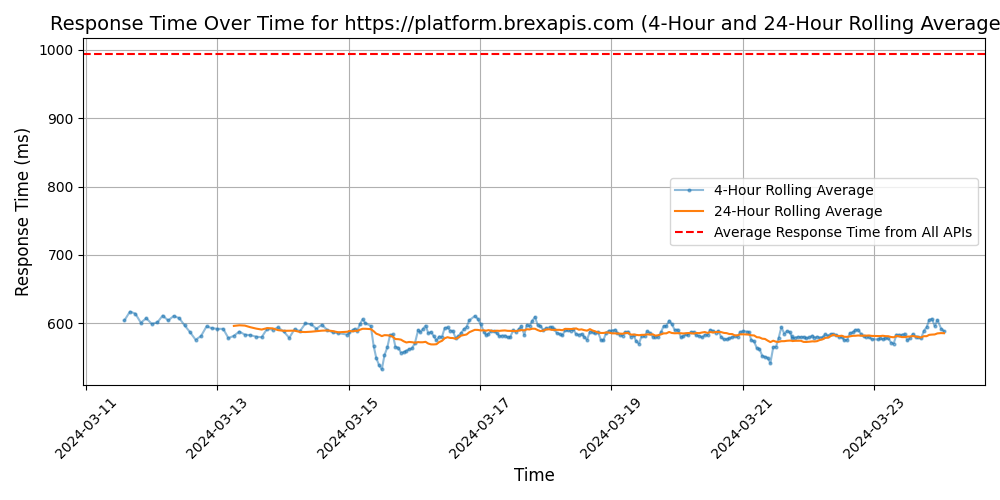 Response Time Over Time for https://platform.brexapis.com (4-Hour and 24-Hour Rolling Average
1000
900
800
700
600
Response Time (ms)
4-Hour Rolling Average
24-Hour Rolling Average
Average Response Time from All APIs
2024-03-11
2024-03-13
2024-03-15
2024-03-17
2024-03-19
2024-03-21
2024-03-23
Time